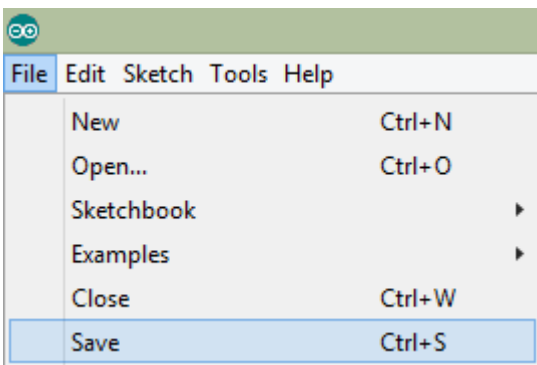 File Edit Sketch Tools Help
New Ctrl+N
Open... Ctrl+O
Sketchbook
Examples
Close Ctrl+W
Save Ctrl+S